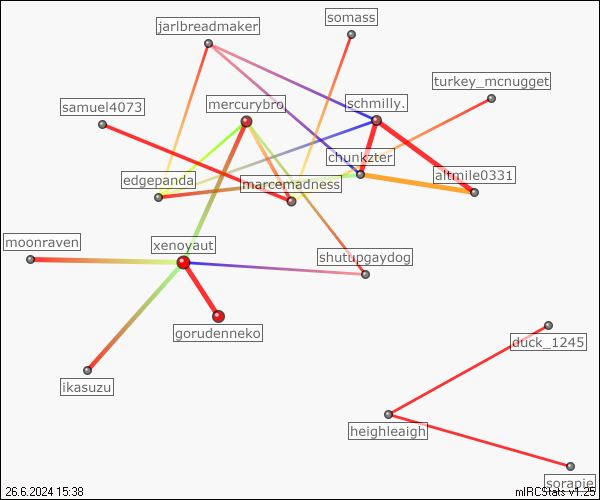 somass
jarlbreadmaker
turkey_mcnugget
samuel4073
mercurybro
schmilly.
chunkzter
altmile0331
edgepanda
marcemadness
moonraven
xenoyaut
shutupgaydog
gorudenneko
duck_1245
ikasuzu
heighleaigh
sorapie
26.6.2024 15:38
mIRCStats v1.25